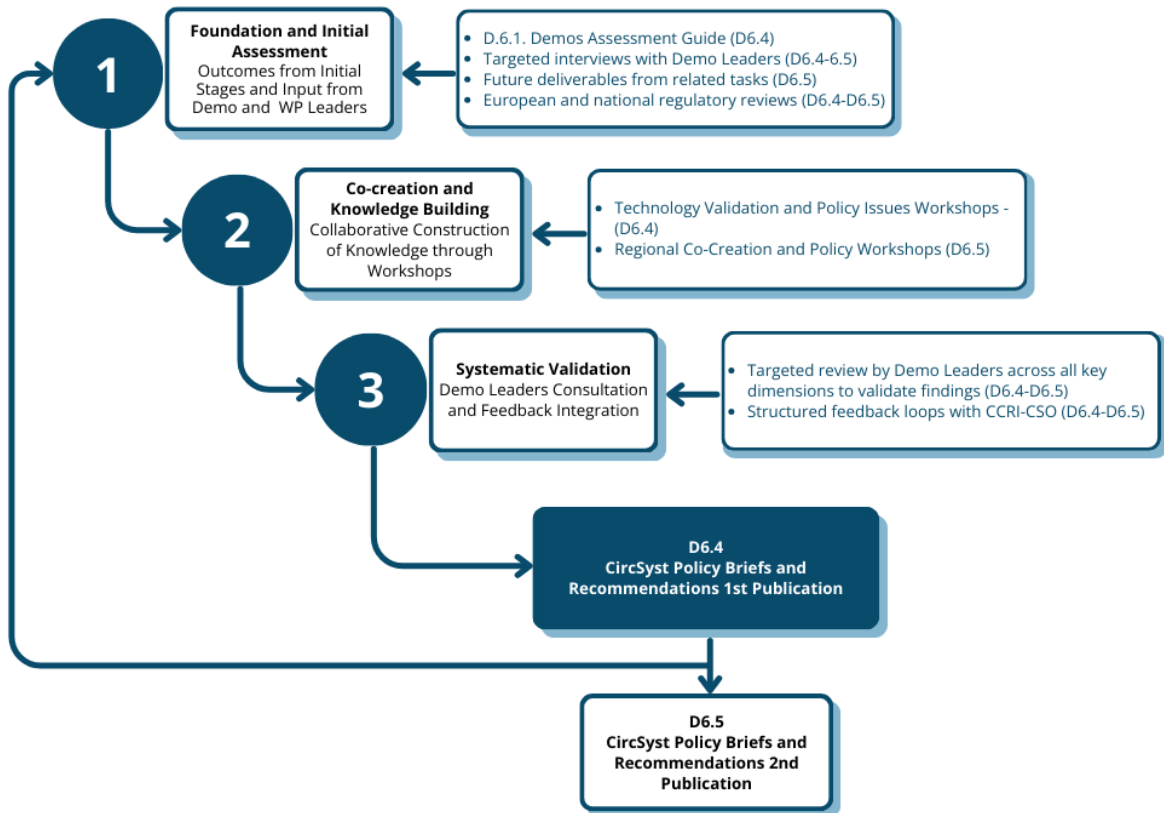 1
Foundation and Initial
Assessment
Outcomes from Initial
Stages and Input from
Demo and WP Leaders
• D.6.1. Demos Assessment Guide (D6.4)
• Targeted interviews with Demo Leaders (D6.4-6.5)
• Future deliverables from related tasks (D6.5)
• European and national regulatory reviews (D6.4-D6.5)
2
Co-creation and
Knowledge Building
Collaborative Construction
of Knowledge through
Workshops
• Technology Validation and Policy Issues Workshops -
(D6.4)
• Regional Co-Creation and Policy Workshops (D6.5)
3
Systematic Validation
Demo Leaders Consultation
and Feedback Integration
• Targeted review by Demo Leaders across all key
dimensions to validate findings (D6.4-D6.5)
• Structured feedback loops with CCRI-CSO (D6.4-D6.5)
D6.4
CircSyst Policy Briefs and
Recommendations 1st Publication
D6.5
CircSyst Policy Briefs and
Recommendations 2nd
Publication